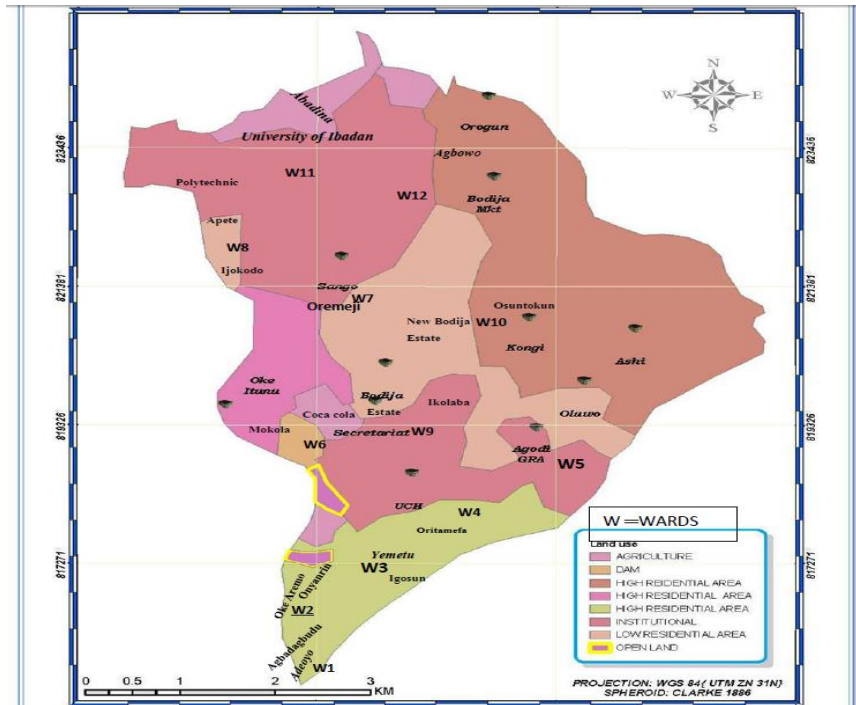 N
W E
S
Abadina
University of Ibadan
Orogun
Agbowo
823436
823436
W11
Polytechnic
W12
Bodija
Mkt
Apete
W8
Ijokodo
821381
821381
Sango
W7
Oremeji
Osuntokun
New Bodija
Estate
W10
Kongi
Ashi
Oke
Itunu
Bodija
Estate
Ikolaba
Coca cola
Oluwo
819326
819326
Mokola
Secretariat W9
W6
Agodi
GRA
W5
UCH
W4
Oritamefa
W =WARDS
817271
817271
Yemetu
W3
Igosun
Oke Aremo
Onyanrin
W2
Agbadagbudu
Adeoyo
W1
Land use
AGRICULTURE
DAM
HIGH REIDENTIAL AREA
HIGH RESIDENTIAL AREA
HIGH RESIDENTIAL AREA
INSTITUTIONAL
LOW RESIDENTIAL AREA
OPEN LAND
0 0.5 1 2 3
KM
PROJECTION: WGS 84( UTM ZN 31N)
SPHEROID: CLARKE 1886